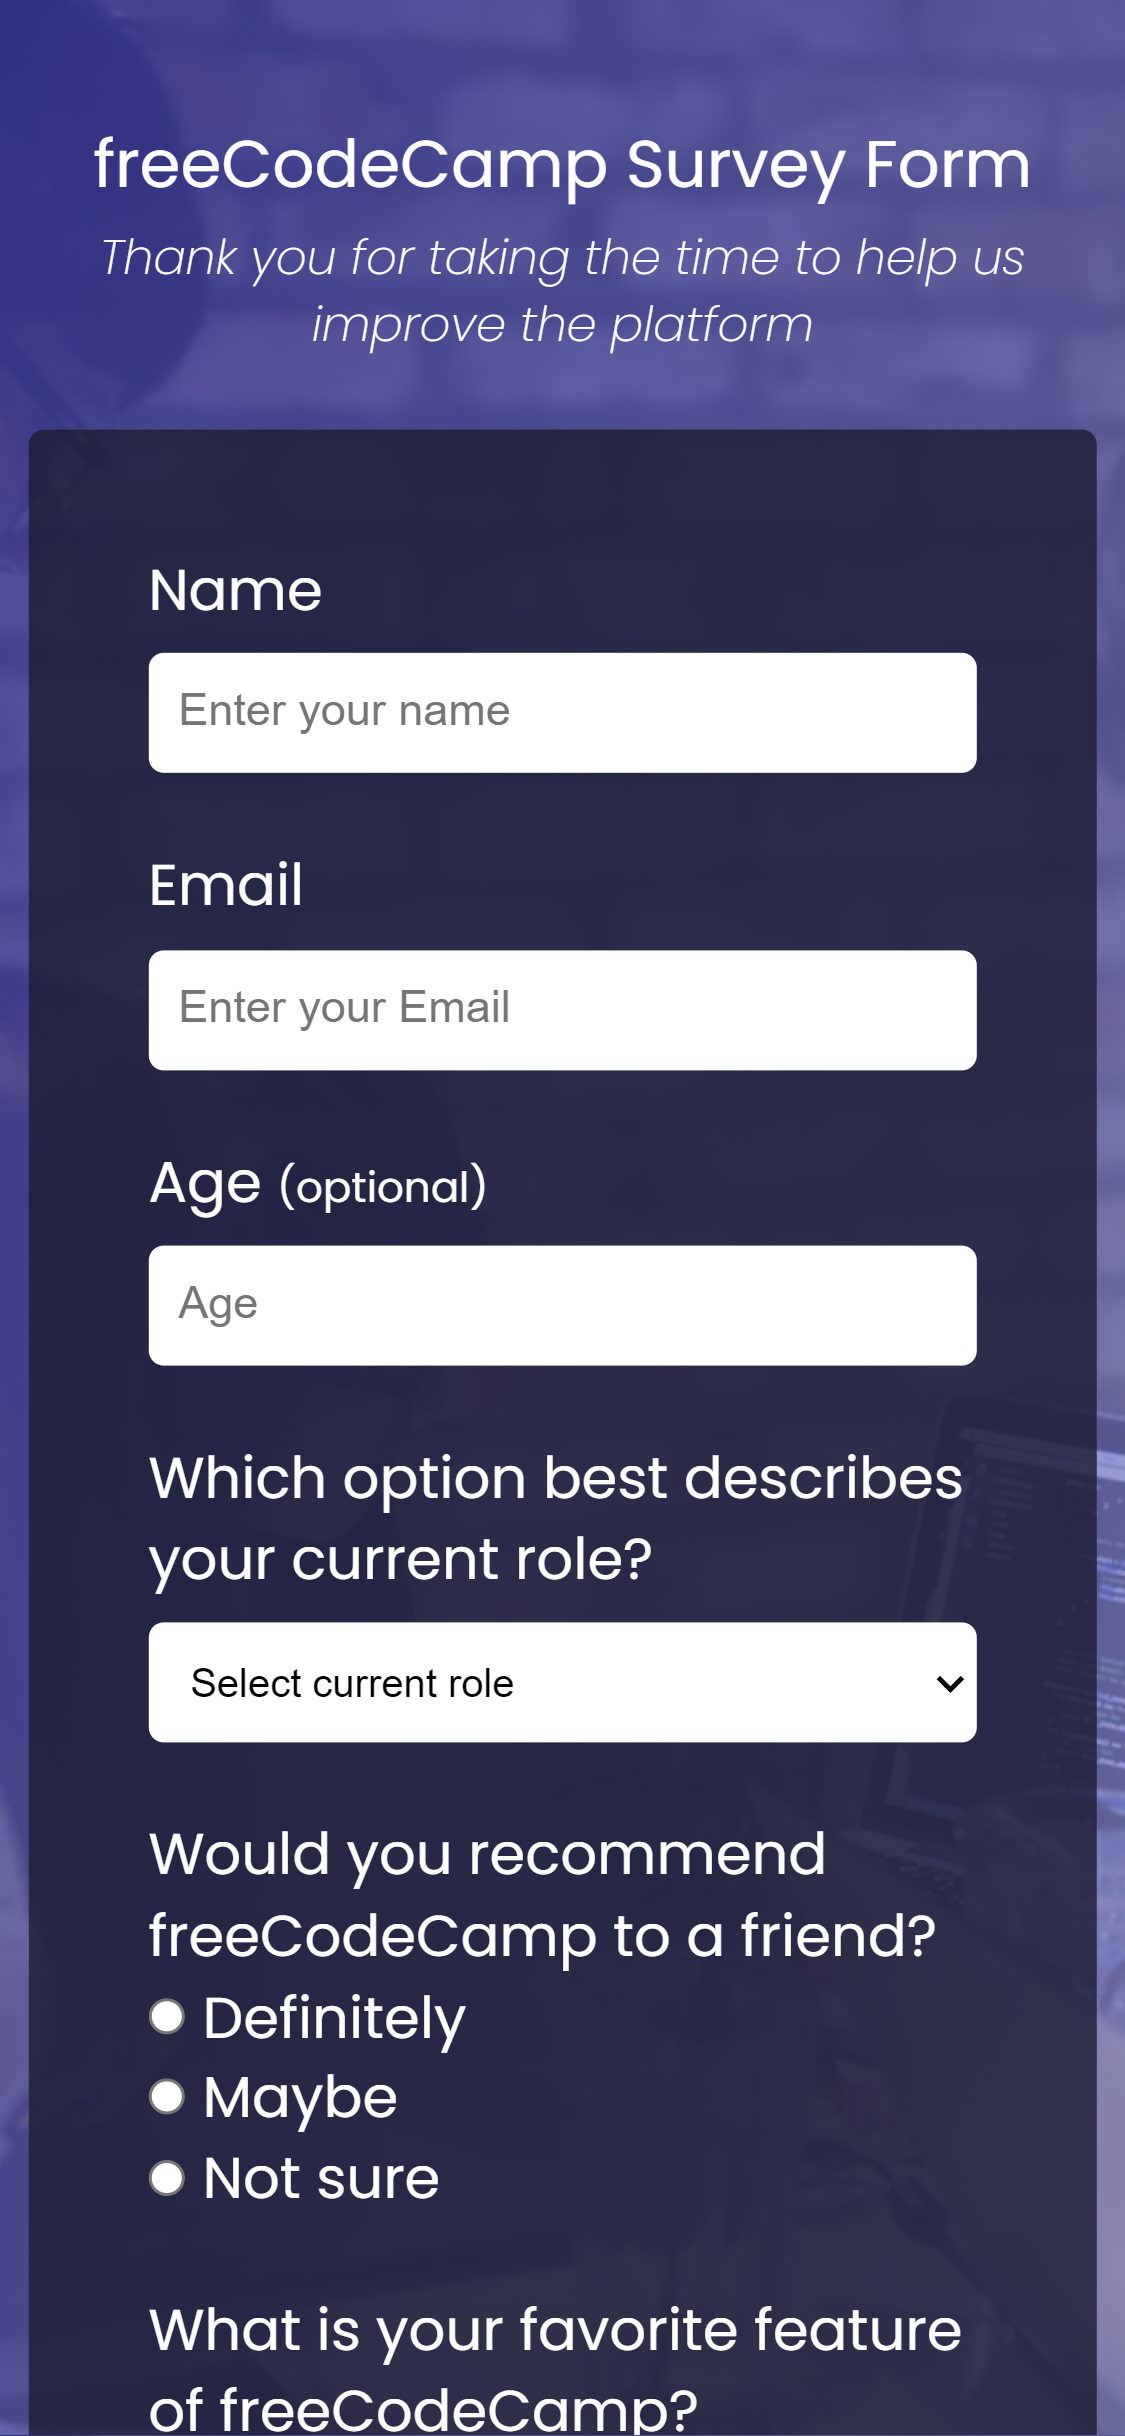 freeCodeCamp Survey Form
Thank you for taking the time to help us
improve the platform
Name
Enter your name
Email
Enter your Email
Age (optional)
Age
Which option best describes
your current role?
Select current role
Would you recommend
freeCodeCamp to a friend?
Definitely
Maybe
Not sure
What is your favorite feature
of freeCodeCamp?